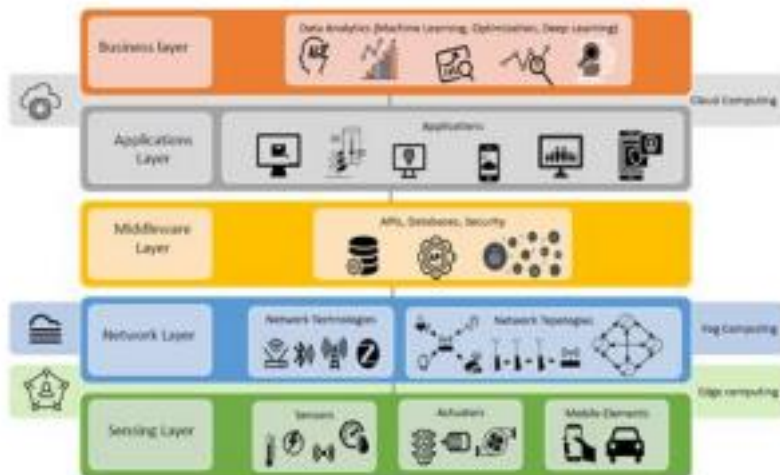 Business layer
Data Analytics (Machine Learning, Optimization, Deep Learning)
Cloud Computing
Applications
Layer
Applications
Middleware
Layer
APIs, Databases, Security
Network Layer
Network Technologies
Network Topologies
Fog Computing
Edge computing
Sensing Layer
Sensors
Actuators
Mobile Elements